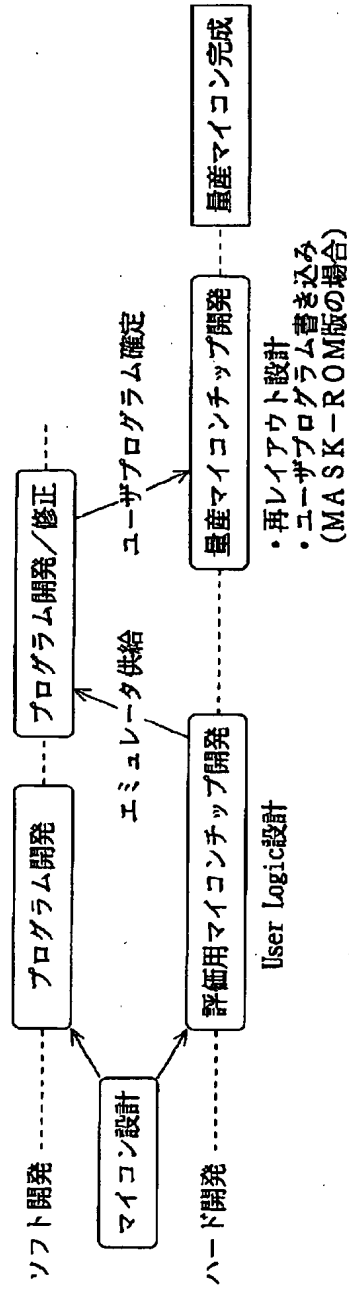 ソフト開発
プログラム開発
プログラム開発/修正
マイコン設計
エミュレータ供給
ユーザプログラム確定
ハード開発
評価用マイコンチップ開発
量産マイコンチップ開発
量産マイコン完成
User Logic設計
・再レイアウト設計
・ユーザプログラム書き込み
(MASK-ROM版の場合)